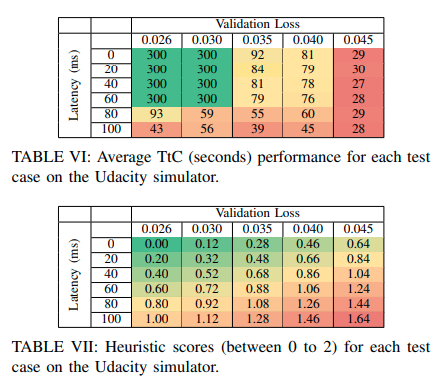 Validation Loss
0.026 0.030 0.035 0.040 0.045
Latency (ms)
0 300 300 92 81 29
20 300 300 84 79 30
40 300 300 81 78 27
60 300 300 79 76 28
80 93 59 55 60 29
100 43 56 39 45 28
TABLE VI: Average TtC (seconds) performance for each test
case on the Udacity simulator.
Validation Loss
0.026 0.030 0.035 0.040 0.045
Latency (ms)
0 0.00 0.12 0.28 0.46 0.64
20 0.20 0.32 0.48 0.66 0.84
40 0.40 0.52 0.68 0.86 1.04
60 0.60 0.72 0.88 1.06 1.24
80 0.80 0.92 1.08 1.26 1.44
100 1.00 1.12 1.28 1.46 1.64
TABLE VII: Heuristic scores (between 0 to 2) for each test
case on the Udacity simulator.